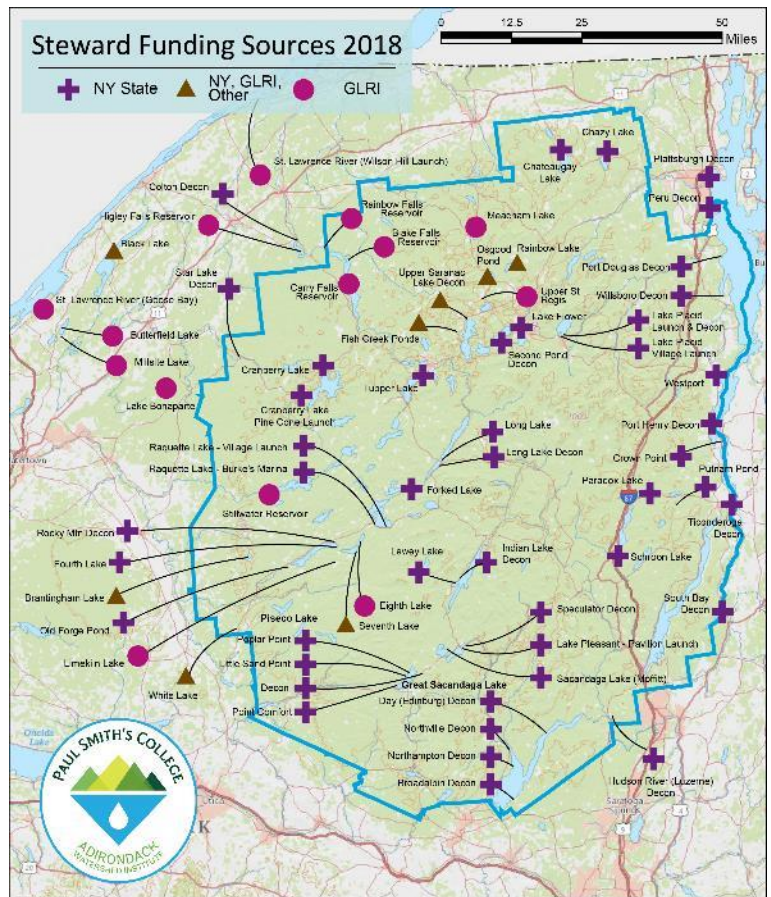 Steward Funding Sources 2018
NY State
NY, GLRI,
Other
GLRI
0 12.5 25 50
Miles
St. Lawrence River (Wilson Hill Launch)
Colton Decon
Higley Falls Reservoir
Black Lake
Rainbow Falls
Reservoir
Blake Falls
Reservoir
Meacham Lake
Chateaugay
Lake
Chazy Lake
Plattsburgh Decon
Peru Decon
Osgood
Pond
Rainbow Lake
Upper Saranac
Lake Decon
Star Lake
Decon
Carry Falls
Reservoir
Upper St
Regis
Port Douglas Decon
Willsboro Decon
St. Lawrence River (Goose Bay)
Butterfield Lake
Fish Creek Ponds
Lake Flower
Second Pond
Decon
Lake Placid
Launch & Decon
Lake Placid
Village Launch
Millsite Lake
Lake Bonaparte
Cranberry Lake
Cranberry Lake
Pine Cone Launch
Tupper Lake
Westport
Raquette Lake - Village Launch
Raquette Lake - Burke's Marina
Long Lake
Long Lake Decon
Port Henry Decon
Crown Point
Putnam Pond
Paradox Lake
Stillwater Reservoir
Forked Lake
87
Ticonderoga
Decon
Rocky Mtn Decon
Fourth Lake
Brantingham Lake
Old Forge Pond
Limekiln Lake
White Lake
Lewey Lake
Indian Lake
Decon
Schroon Lake
Eighth Lake
Seventh Lake
Speculator Decon
South Bay
Decon
Piseco Lake
Poplar Point
Little Sand Point
Decon
Point Comfort
Lake Pleasant - Pavilion Launch
Sacandaga Lake (Moffitt)
Great Sacandaga Lake
Day (Edinburg) Decon
Northville Decon
Northampton Decon
Broadalbin Decon
Hudson River (Luzerne)
Decon
Oneida
Lake
Utica
Saratoga
Springs
K
PAUL SMITH'S COLLEGE
ADIRONDACK
WATERSHED INSTITUTE